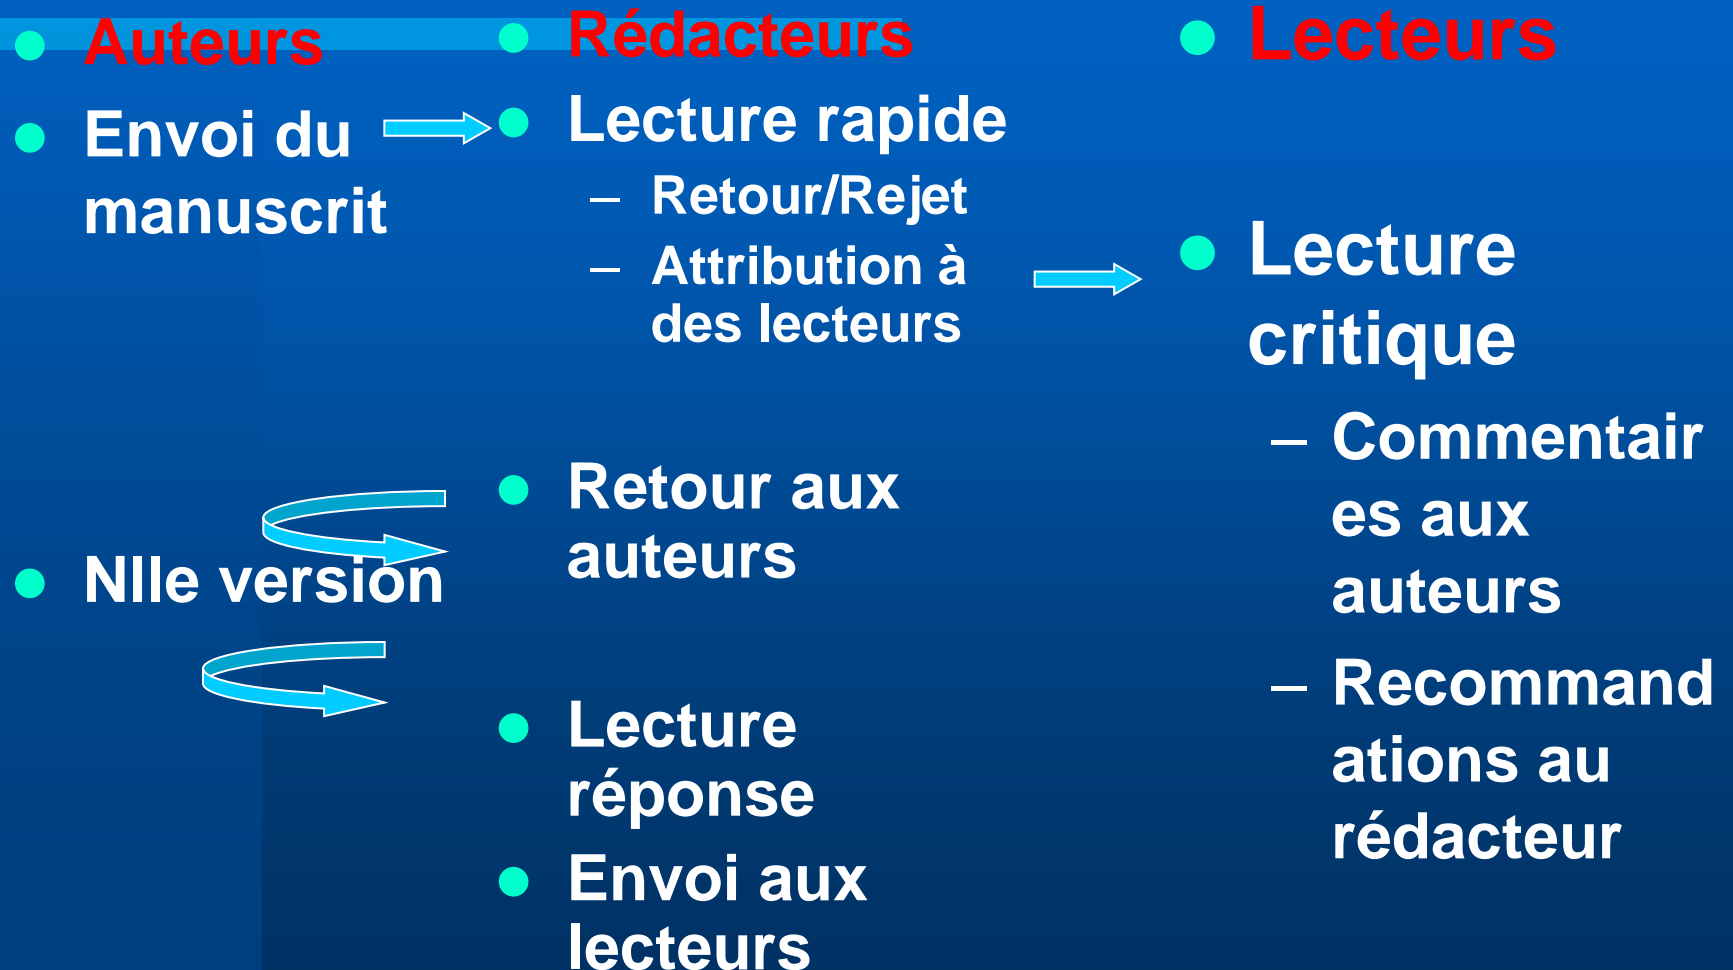 Auteurs
Envoi du
manuscrit
Nlle version
Rédacteurs
Lecture rapide
– Retour/Rejet
– Attribution à
des lecteurs
Retour aux
auteurs
Lecture
réponse
Envoi aux
lecteurs
Lecteurs
Lecture
critique
– Commentair
es aux
auteurs
– Recommand
ations au
rédacteur